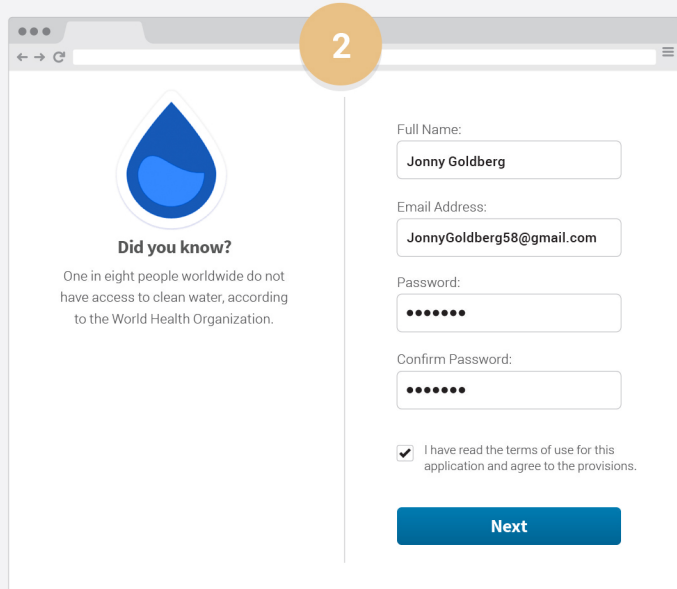 2
Did you know?
One in eight people worldwide do not
have access to clean water, according
to the World Health Organization.
Full Name:
Jonny Goldberg
Email Address:
JonnyGoldberg58@gmail.com
Password:
•••••••
Confirm Password:
•••••••
I have read the terms of use for this
application and agree to the provisions.
Next